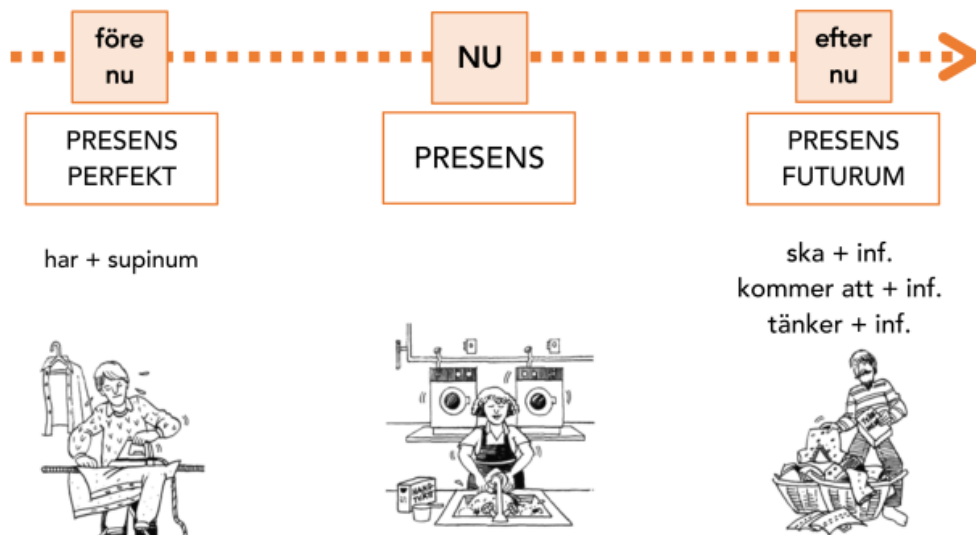 före
nu
NU
efter
nu
PRESENS
PERFEKT
PRESENS
PRESENS
FUTURUM
har + supinum
ska + inf.
kommer att + inf.
tänker + inf.